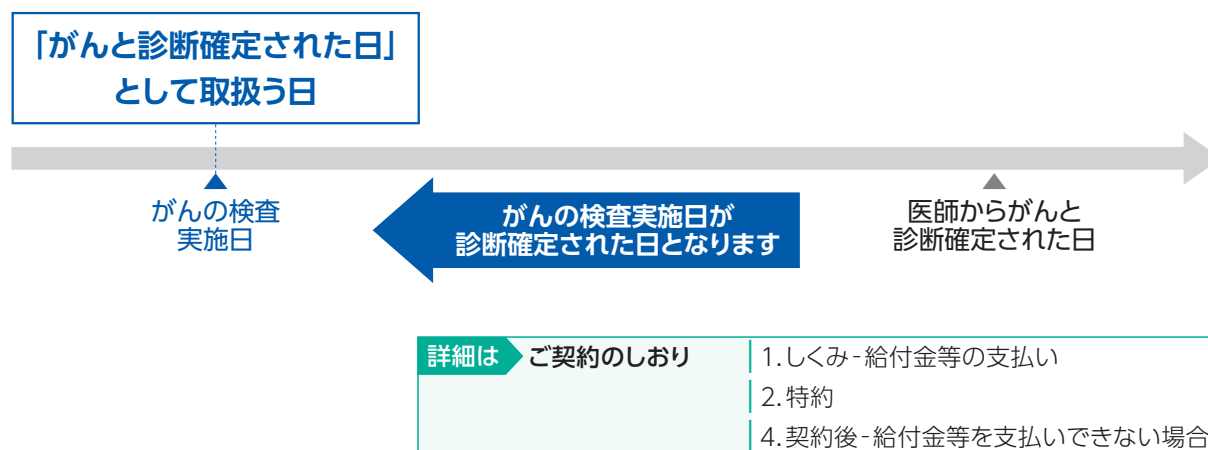 「がんと診断確定された日」
として取扱う日
がんの検査
実施日
がんの検査実施日が
診断確定された日となります
医師からがんと
診断確定された日
詳細は ご契約のしおり
1.しくみ-給付金等の支払い
2.特約
4.契約後-給付金等を支払いできない場合